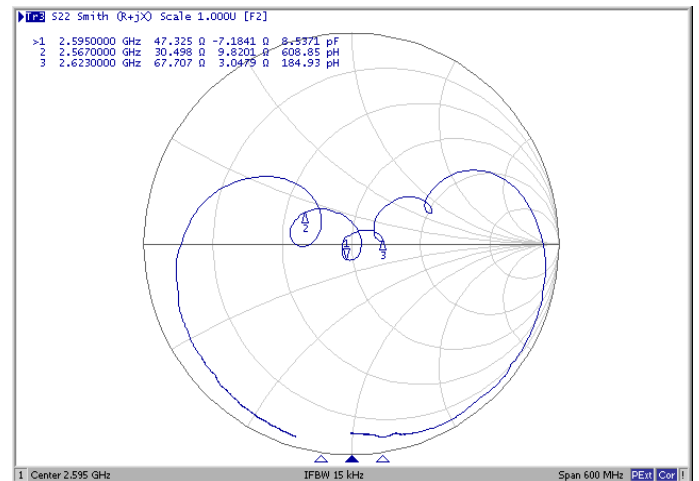 Tr3 S22 Smith (R+jX) Scale 1.000U [F2]
>1 2.5950000 GHz 47.325 Ω -7.1841 Ω 8.5371 pF
2 2.5670000 GHz 30.498 Ω 9.8201 Ω 608.85 pH
3 2.6230000 GHz 67.707 Ω 3.0479 Ω 184.93 pH
1
2
3
1 Center 2.595 GHz IFBW 15 kHz Span 600 MHz PExt Cor !